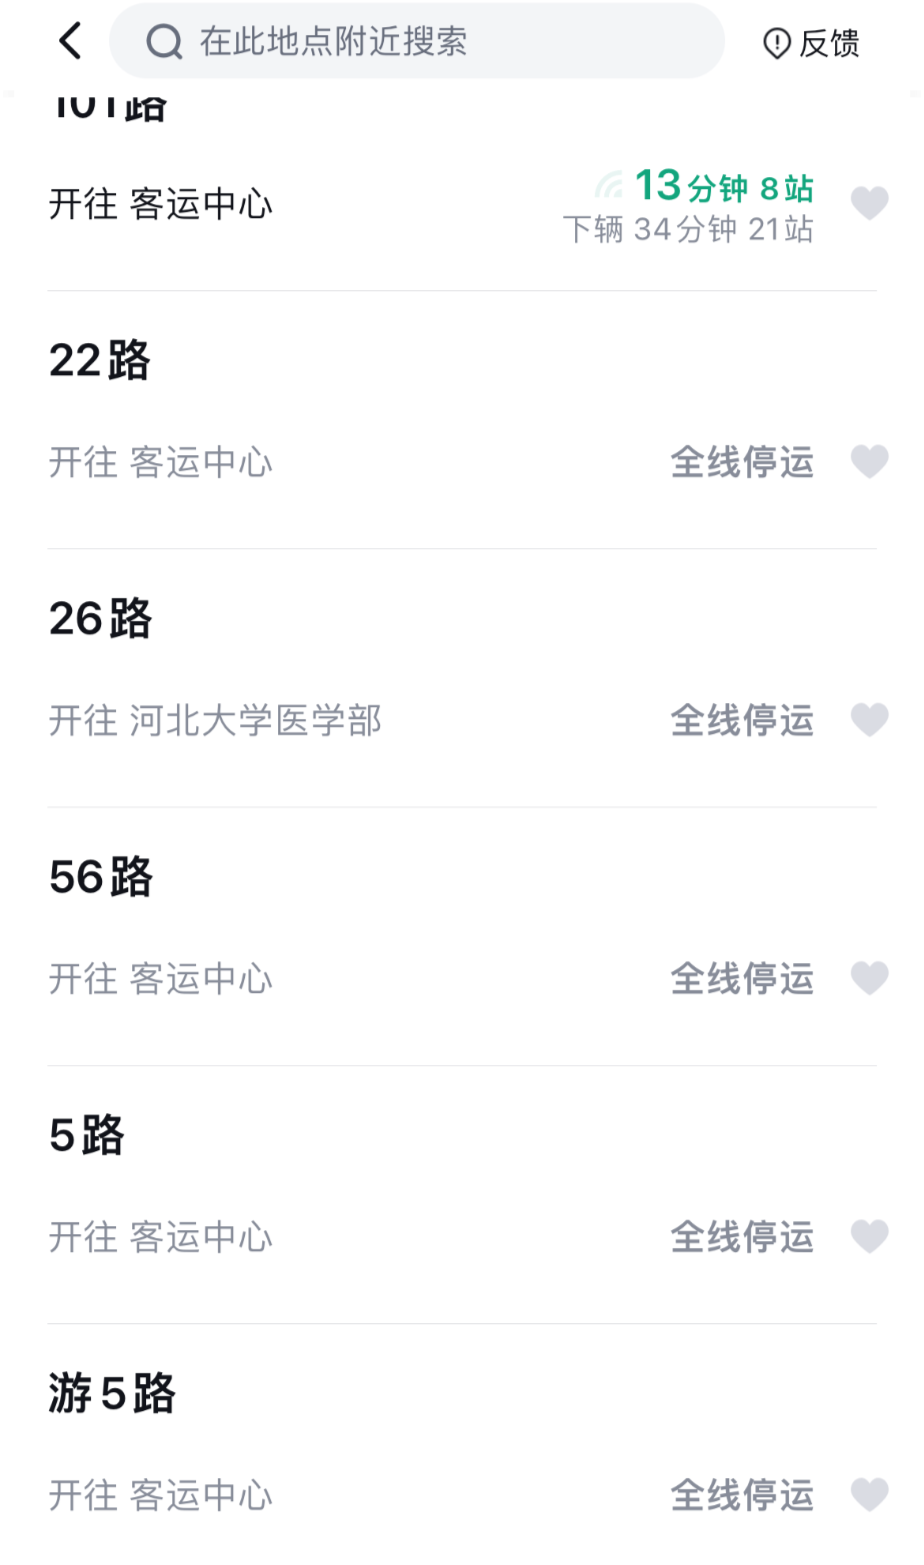 在此地点附近搜索
反馈
101路
开往 客运中心
13分钟 8站
下辆 34分钟 21站
22路
开往 客运中心
全线停运
26路
开往 河北大学医学部
全线停运
56路
开往 客运中心
全线停运
5路
开往 客运中心
全线停运
游5路
开往 客运中心
全线停运